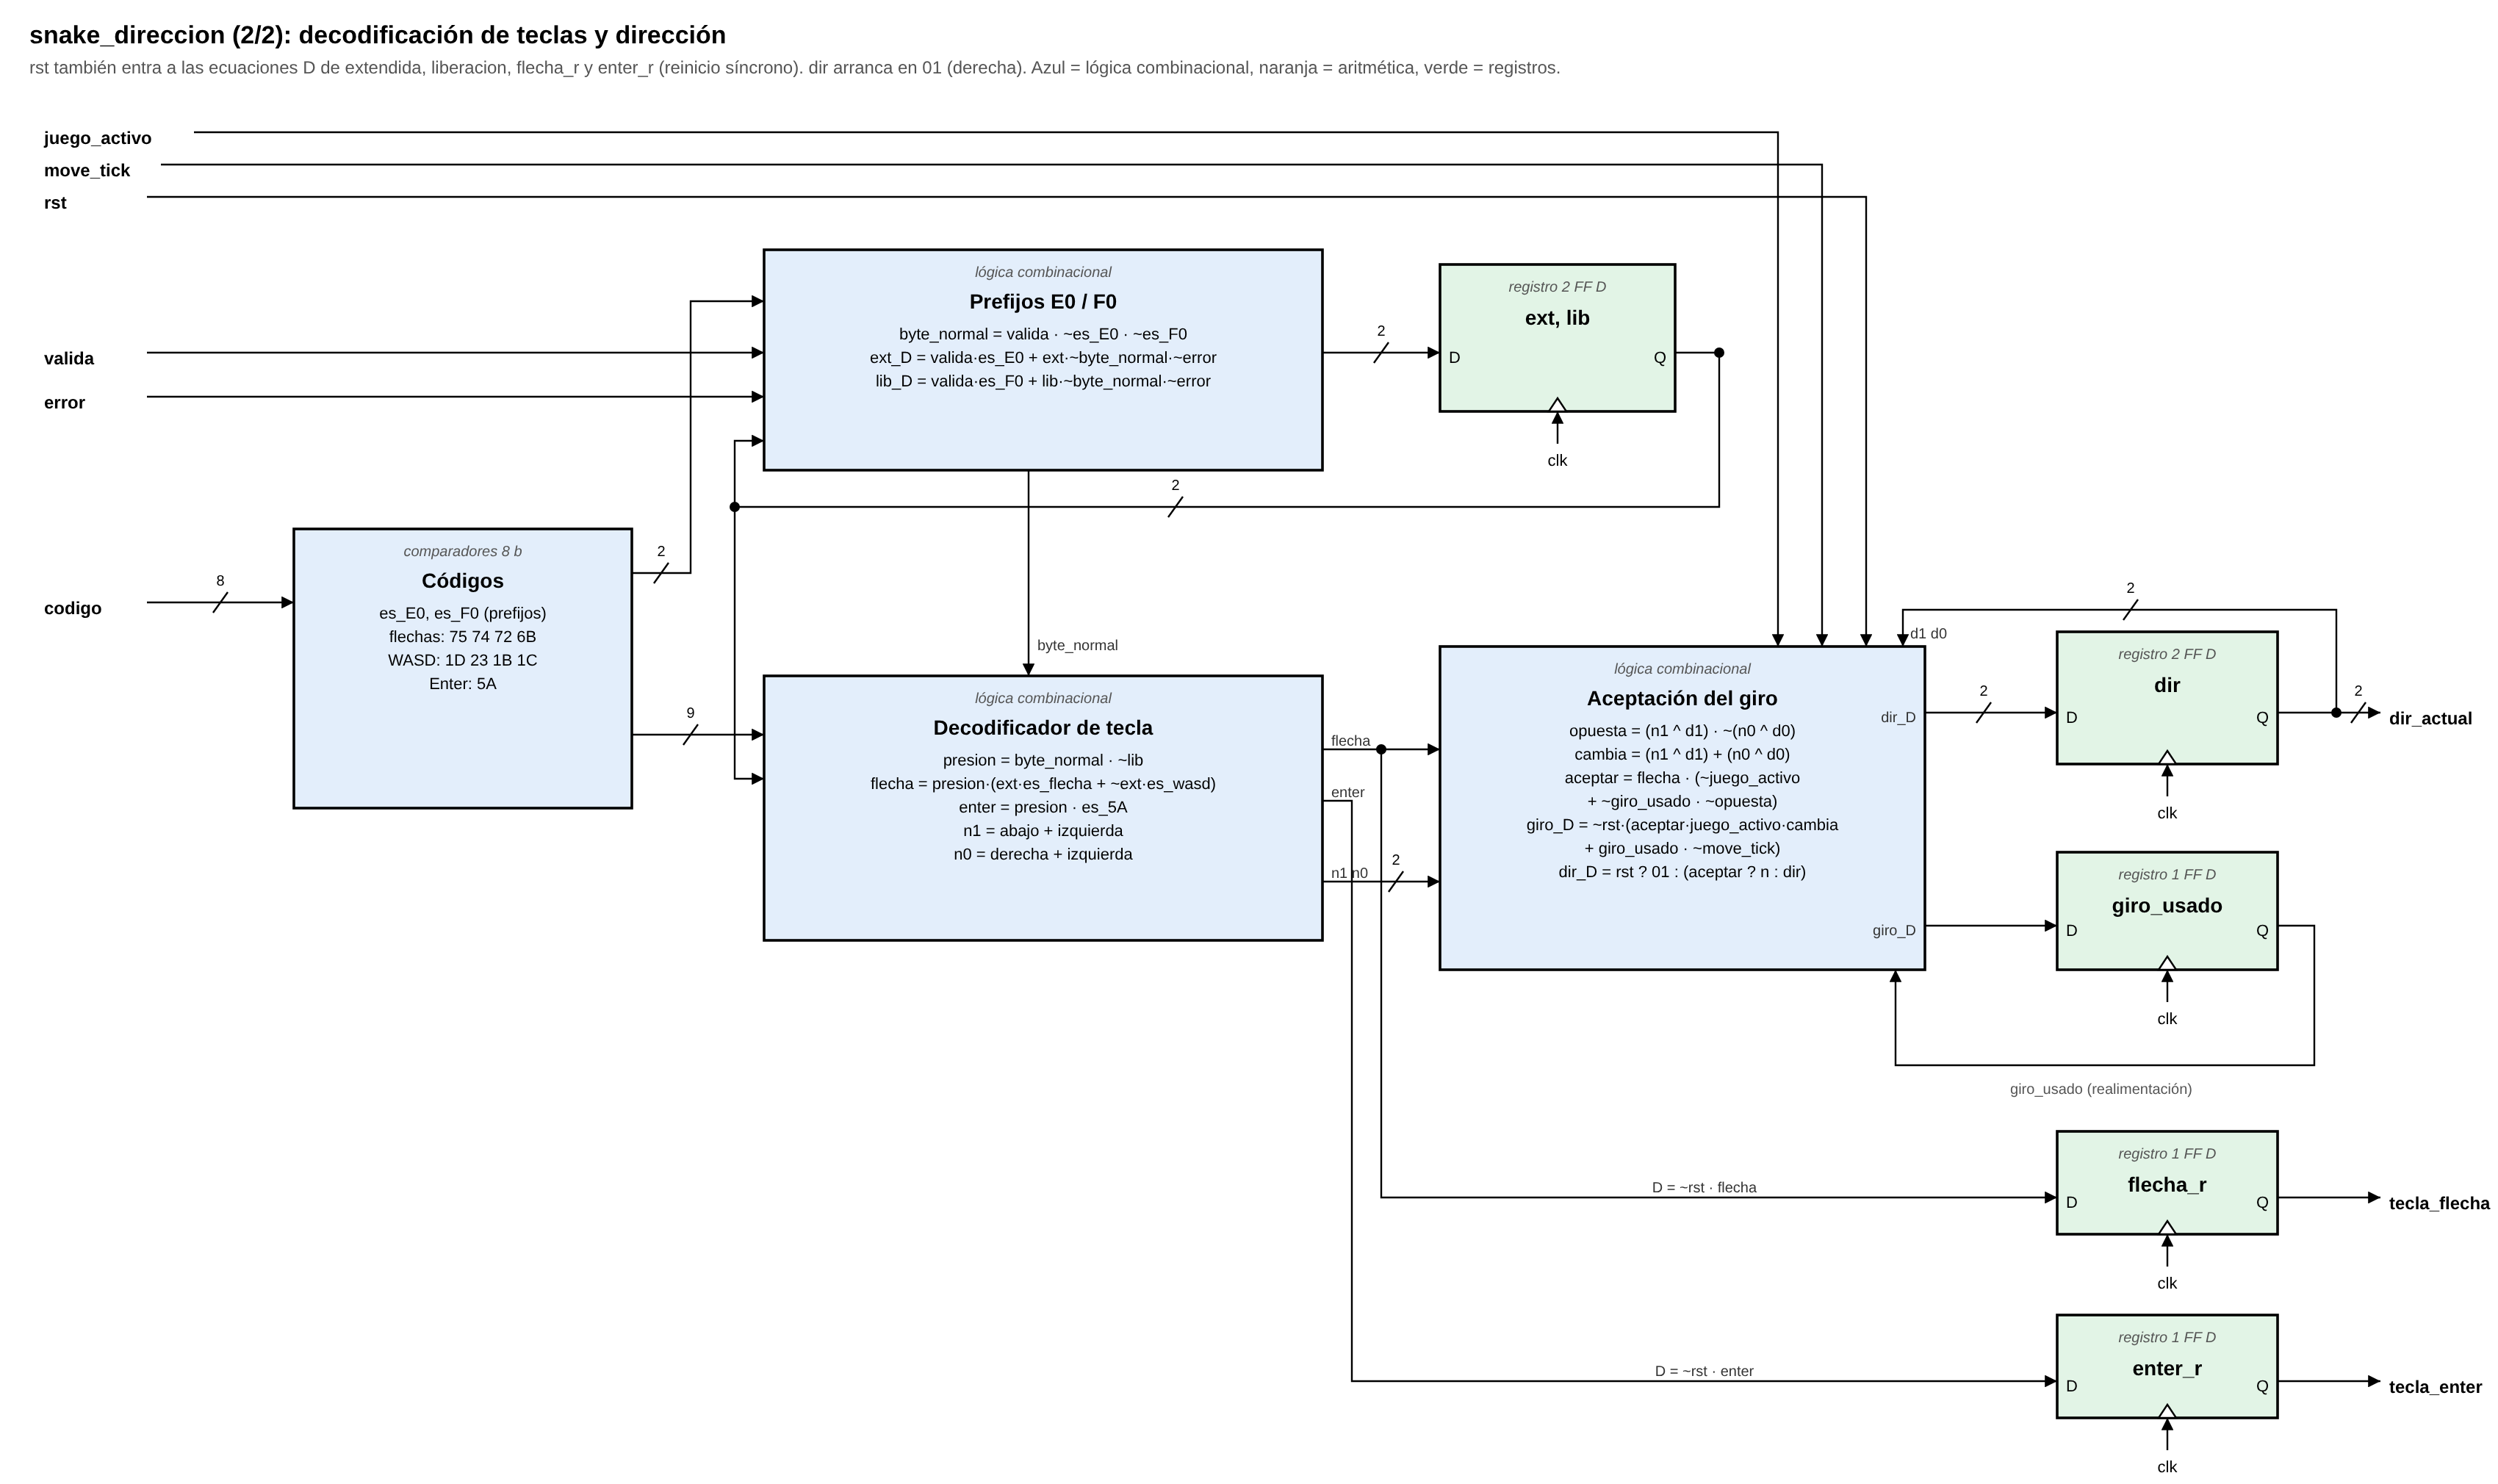 snake_direccion (2/2): decodificación de teclas y dirección
rst también entra a las ecuaciones D de extendida, liberacion, flecha_r y enter_r (reinicio síncrono). dir arranca en 01 (derecha). Azul = lógica combinacional, naranja = aritmética, verde = registros.
juego_activo
move_tick
rst
valida
error
codigo
8
comparadores 8 b
Códigos
es_E0, es_F0 (prefijos)
flechas: 75 74 72 6B
WASD: 1D 23 1B 1C
Enter: 5A
2
9
lógica combinacional
Prefijos E0 / F0
byte_normal = valida · ~es_E0 · ~es_F0
ext_D = valida·es_E0 + ext·~byte_normal·~error
lib_D = valida·es_F0 + lib·~byte_normal·~error
2
registro 2 FF D
ext, lib
D
Q
clk
2
byte_normal
lógica combinacional
Decodificador de tecla
presion = byte_normal · ~lib
flecha = presion·(ext·es_flecha + ~ext·es_wasd)
enter = presion · es_5A
n1 = abajo + izquierda
n0 = derecha + izquierda
flecha
enter
n1 n0
2
lógica combinacional
Aceptación del giro
opuesta = (n1 ^ d1) · ~(n0 ^ d0)
cambia = (n1 ^ d1) + (n0 ^ d0)
aceptar = flecha · (~juego_activo
+ ~giro_usado · ~opuesta)
giro_D = ~rst·(aceptar·juego_activo·cambia
+ giro_usado · ~move_tick)
dir_D = rst ? 01 : (aceptar ? n : dir)
dir_D
giro_D
d1 d0
2
2
registro 2 FF D
dir
D
Q
clk
2
dir_actual
registro 1 FF D
giro_usado
D
Q
clk
giro_usado (realimentación)
D = ~rst · flecha
registro 1 FF D
flecha_r
D
Q
clk
tecla_flecha
D = ~rst · enter
registro 1 FF D
enter_r
D
Q
clk
tecla_enter